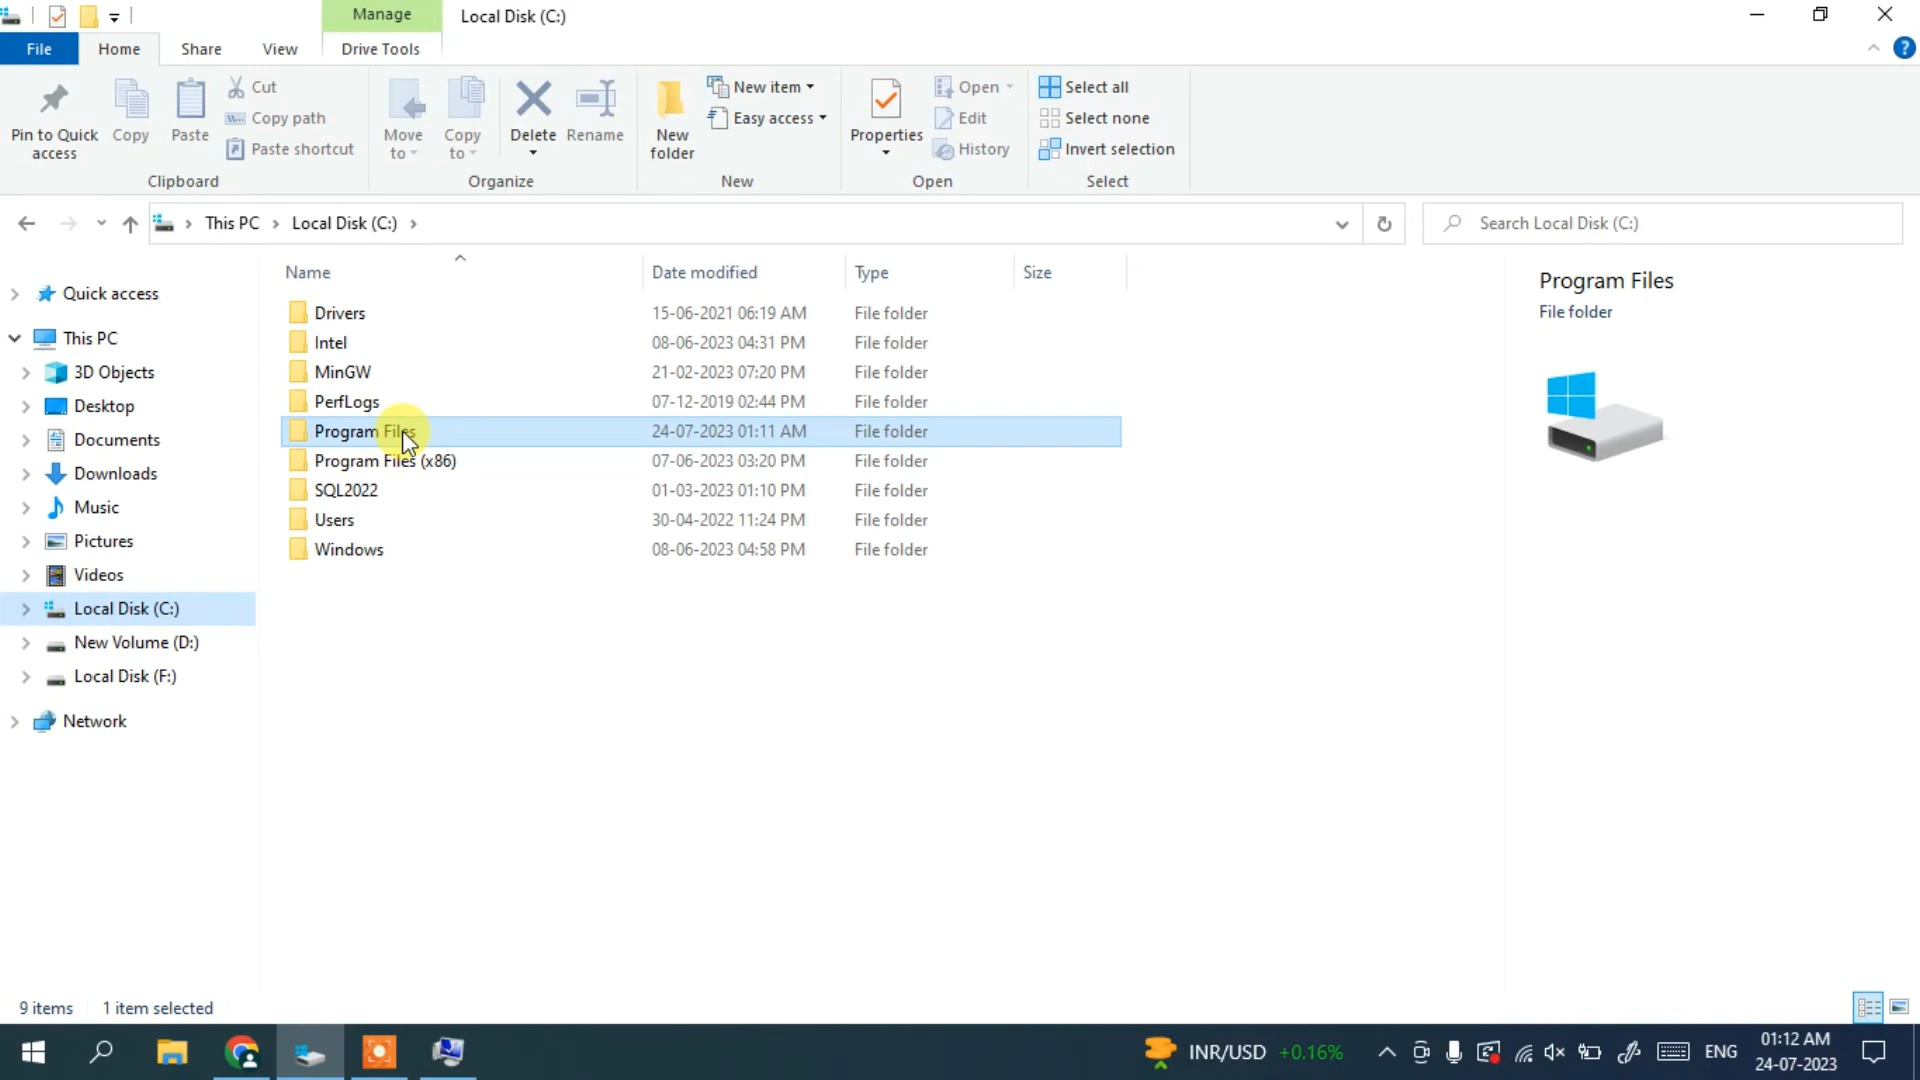 Manage
Local Disk (C:)
File
Home
Share
View
Drive Tools
Pin to Quick access
Copy
Paste
Cut
Copy path
Paste shortcut
Clipboard
Move to
Copy to
Delete
Rename
Organize
New folder
New item
Easy access
New
Properties
Open
Edit
History
Open
Select all
Select none
Invert selection
Select
This PC > Local Disk (C:) >
Search Local Disk (C:)
Quick access
This PC
3D Objects
Desktop
Documents
Downloads
Music
Pictures
Videos
Local Disk (C:)
New Volume (D:)
Local Disk (F:)
Network
Name Date modified Type Size
Drivers 15-06-2021 06:19 AM File folder
Intel 08-06-2023 04:31 PM File folder
MinGW 21-02-2023 07:20 PM File folder
PerfLogs 07-12-2019 02:44 PM File folder
Program Files 24-07-2023 01:11 AM File folder
Program Files (x86) 07-06-2023 03:20 PM File folder
SQL2022 01-03-2023 01:10 PM File folder
Users 30-04-2022 11:24 PM File folder
Windows 08-06-2023 04:58 PM File folder
Program Files
File folder
9 items 1 item selected
INR/USD +0.16%
ENG
01:12 AM
24-07-2023